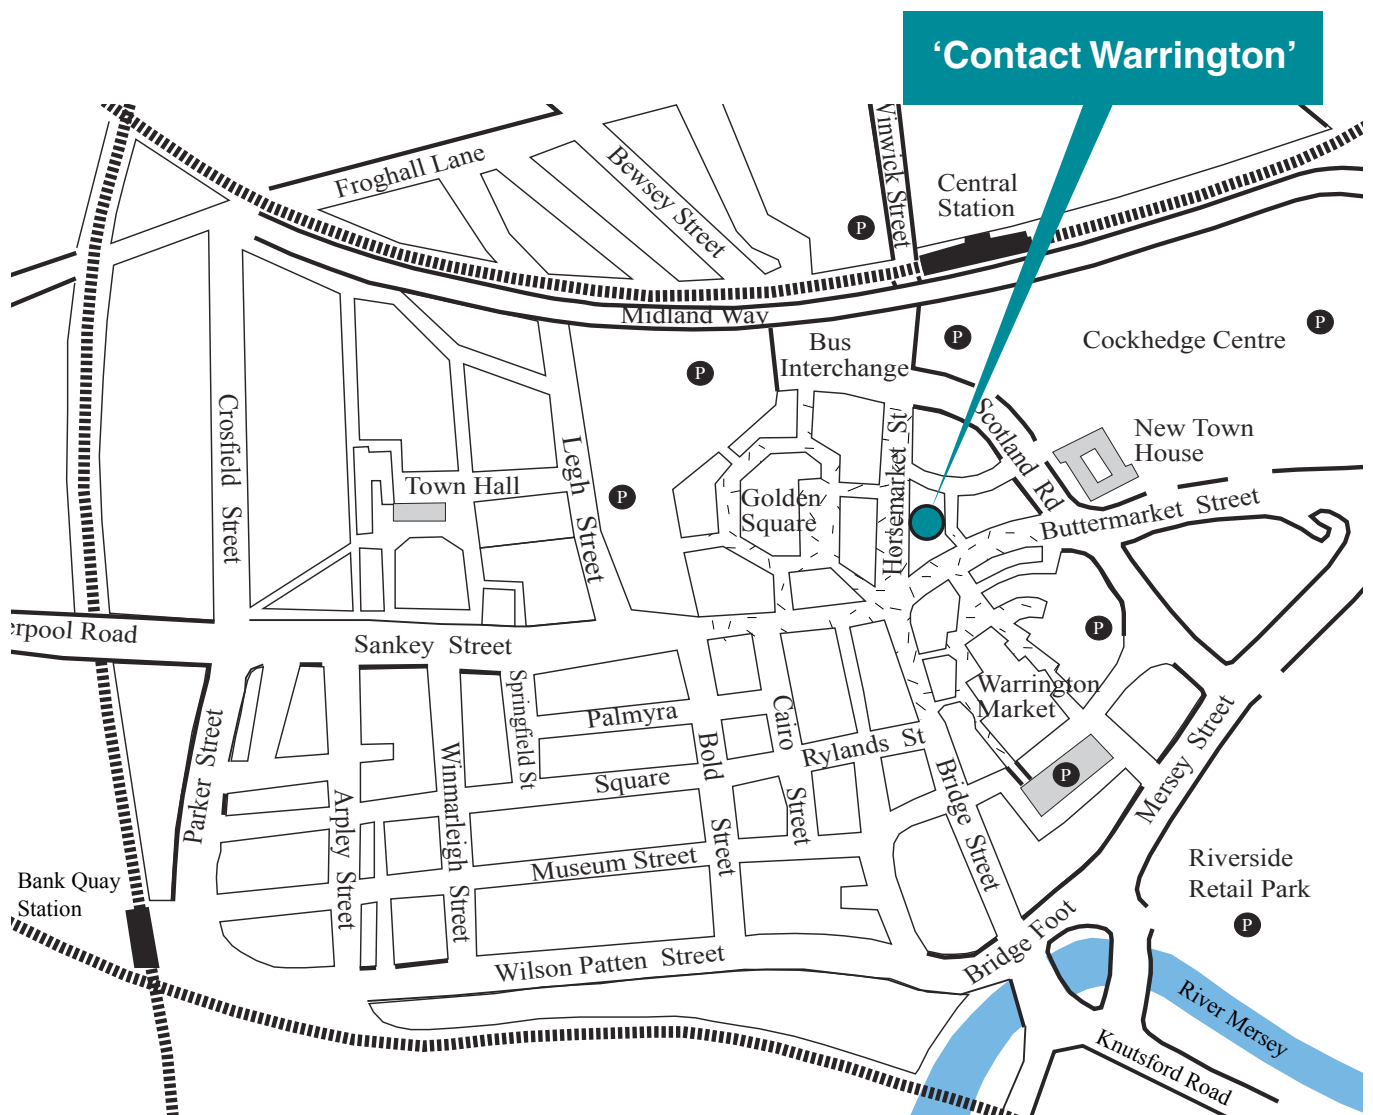 ‘Contact Warrington’
Froghall Lane
Bewsey Street
Winwick Street
Central
Station
P
Midland Way
Bus
Interchange
P
P
Cockhedge Centre
P
Crosfield Street
Legh Street
Town Hall
P
Golden
Square
Horsemarket St
Scotland Rd
New Town
House
Buttermarket Street
erpool Road
Sankey Street
P
Warrington
Market
Springfield St
Palmyra
Square
Cairo
Street
Bold
Street
Rylands St
Parker Street
Arpley Street
Winmarleigh Street
Bridge Street
P
Mersey Street
Museum Street
Riverside
Retail Park
P
Bank Quay
Station
Wilson Patten Street
Bridge Foot
River Mersey
Knutsford Road